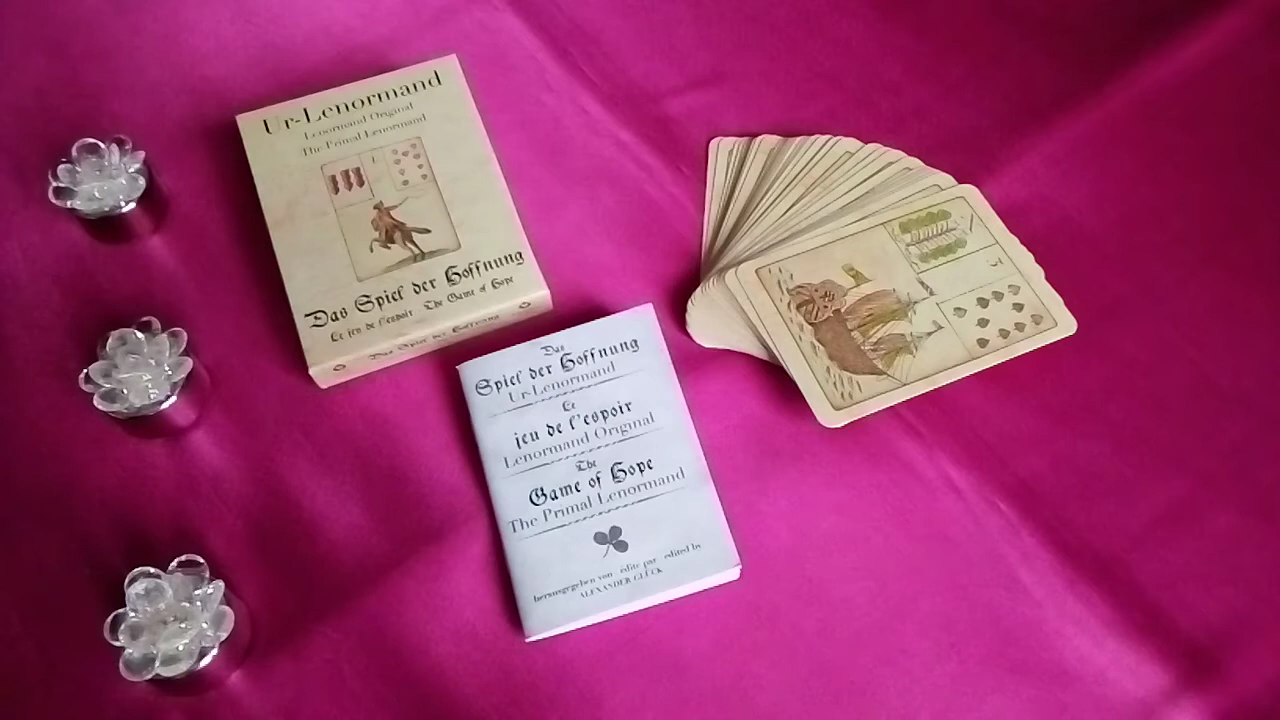 Ur-Lenormand
Lenormand Original
The Primal Lenormand
1.
Das Spiel der Hoffnung
Le jeu de l'espoir The Game of Hope
Das Spiel der Hoffnung
Das
Spiel der Hoffnung
Ur-Lenormand
Le
jeu de l'espoir
Lenormand Original
The
Game of Hope
The Primal Lenormand
herausgegeben von édité par edited by
ALEXANDER GLÜCK
3.